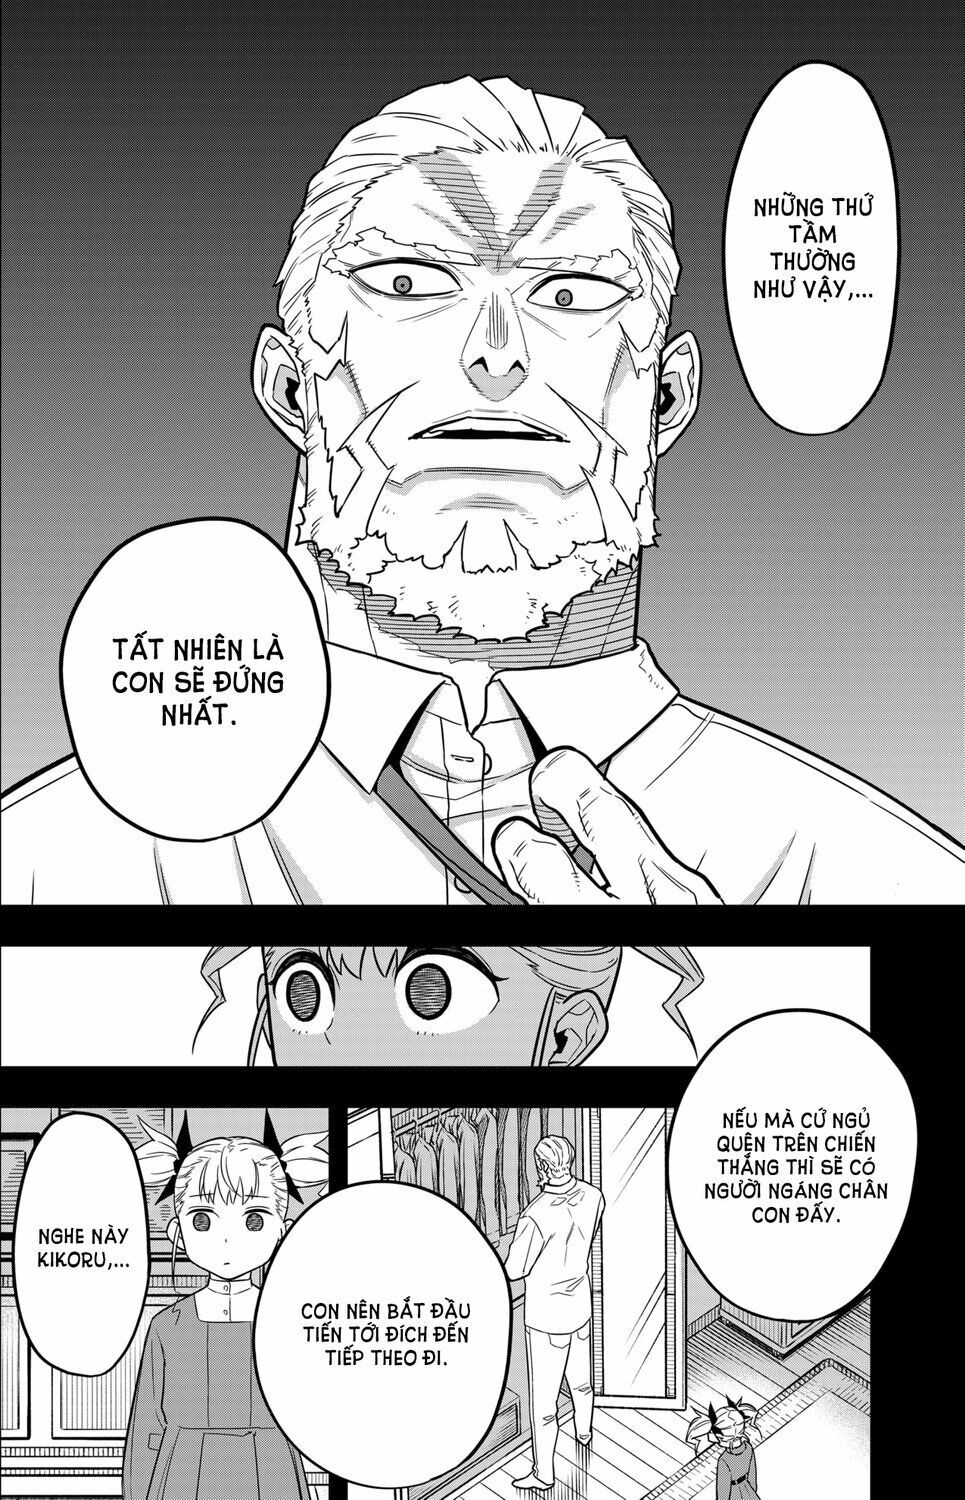 NHỮNG THỨ
TẦM
THƯỜNG
NHƯ VẬY,...
TẤT NHIÊN LÀ
CON SẼ ĐỨNG
NHẤT.
NẾU MÀ CỨ NGỦ
QUÊN TRÊN CHIẾN
THẮNG THÌ SẼ CÓ
NGƯỜI NGÁNG CHÂN
CON ĐẤY.
CON NÊN BẮT ĐẦU
TIẾN TỚI ĐÍCH ĐẾN
TIẾP THEO ĐI.
NGHE NÀY
KIKORU,...